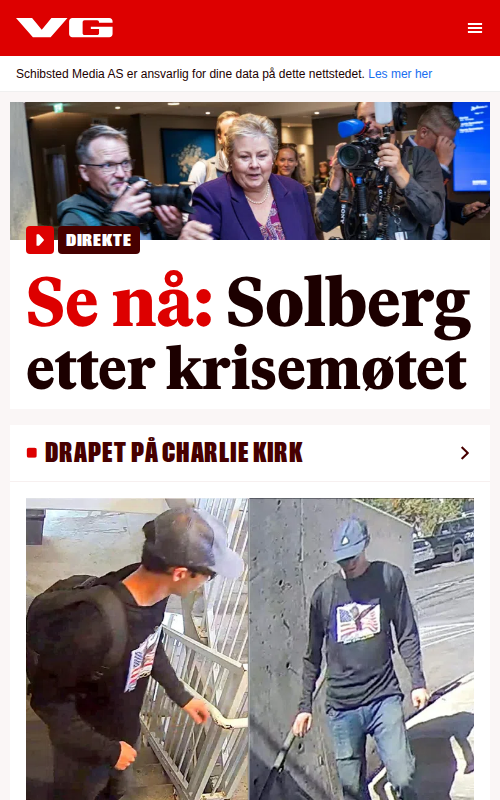 VG
Schibsted Media AS er ansvarlig for dine data på dette nettstedet. Les mer her
DIREKTE
Se nå: Solberg
etter krisemøtet
DRAPET PÅ CHARLIE KIRK